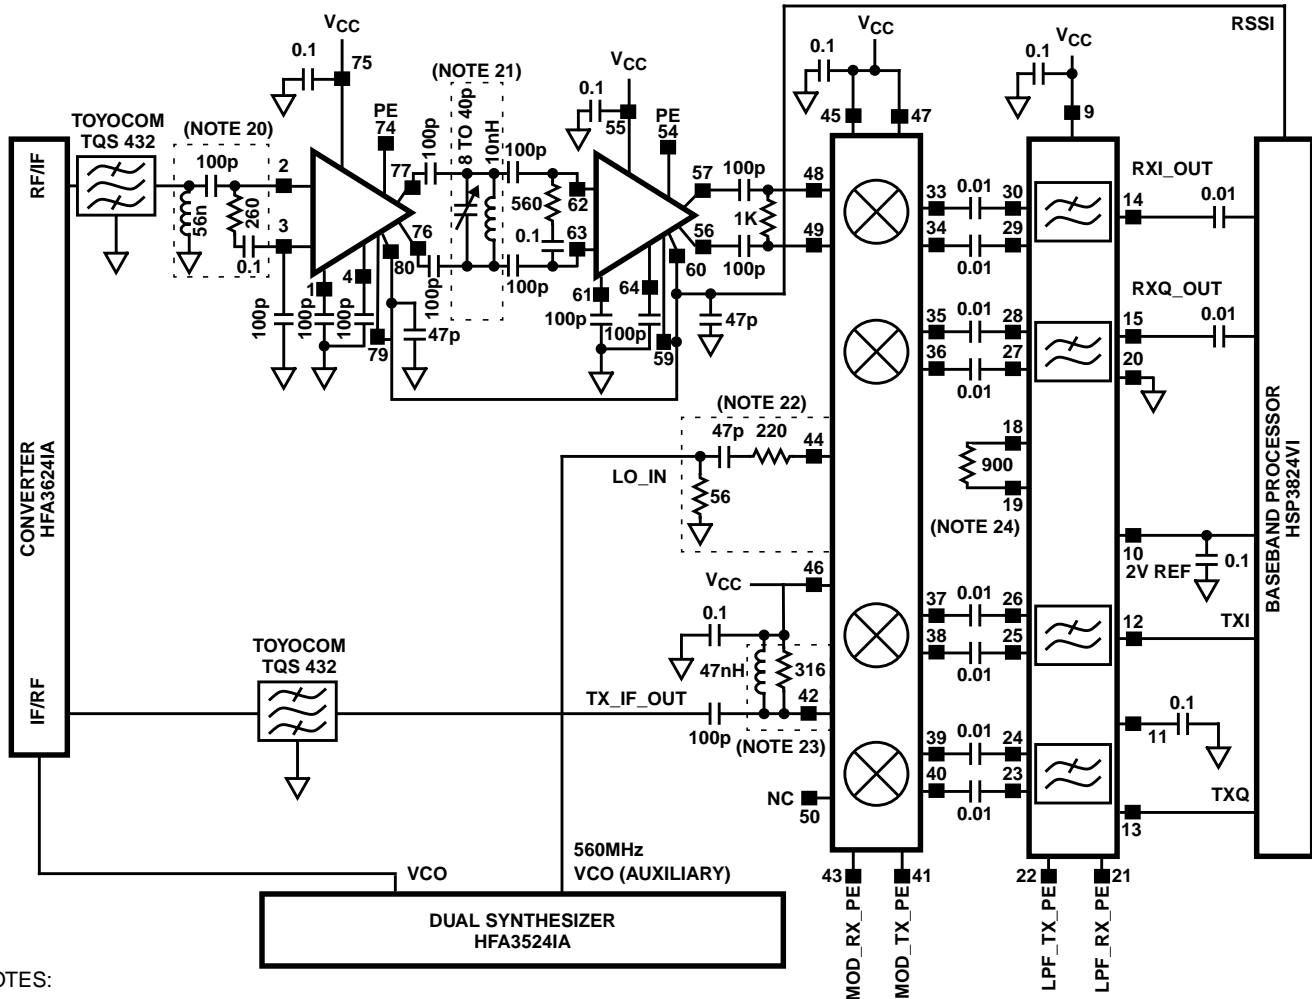 VCC
0.1
75
(NOTE 21)
VCC
0.1
55
0.1
VCC
45
47
0.1
VCC
9
RSSI
TOYOCOM
TQS 432
(NOTE 20)
100p
2
PE
74
77
100p
8 TO 40p
10nH
100p
PE
54
57
100p
48
33
0.01
30
RXI_OUT
14
0.01
RF/IF
56n
260
0.1
3
76
80
560
0.1
62
63
56
60
1K
49
100p
34
0.01
29
100p
1
100p
4
100p
79
47p
100p
100p
61
100p
64
100p
59
47p
RXQ_OUT
35
0.01
28
15
0.01
36
0.01
27
20
(NOTE 22)
47p
220
44
LO_IN
56
18
900
19
(NOTE 24)
10
2V REF
0.1
CONVERTER
HFA3624IA
BASEBAND PROCESSOR
HSP3824VI
VCC
46
0.1
47nH
316
37
0.01
26
38
0.01
25
TXI
12
TOYOCOM
TQS 432
IF/RF
TX_IF_OUT
42
100p
(NOTE 23)
39
0.01
24
11
0.1
40
0.01
23
NC
50
TXQ
13
560MHz
VCO
VCO (AUXILIARY)
43
41
22
21
MOD_RX_PE
MOD_TX_PE
LPF_TX_PE
LPF_RX_PE
DUAL SYNTHESIZER
HFA3524IA
OTES: